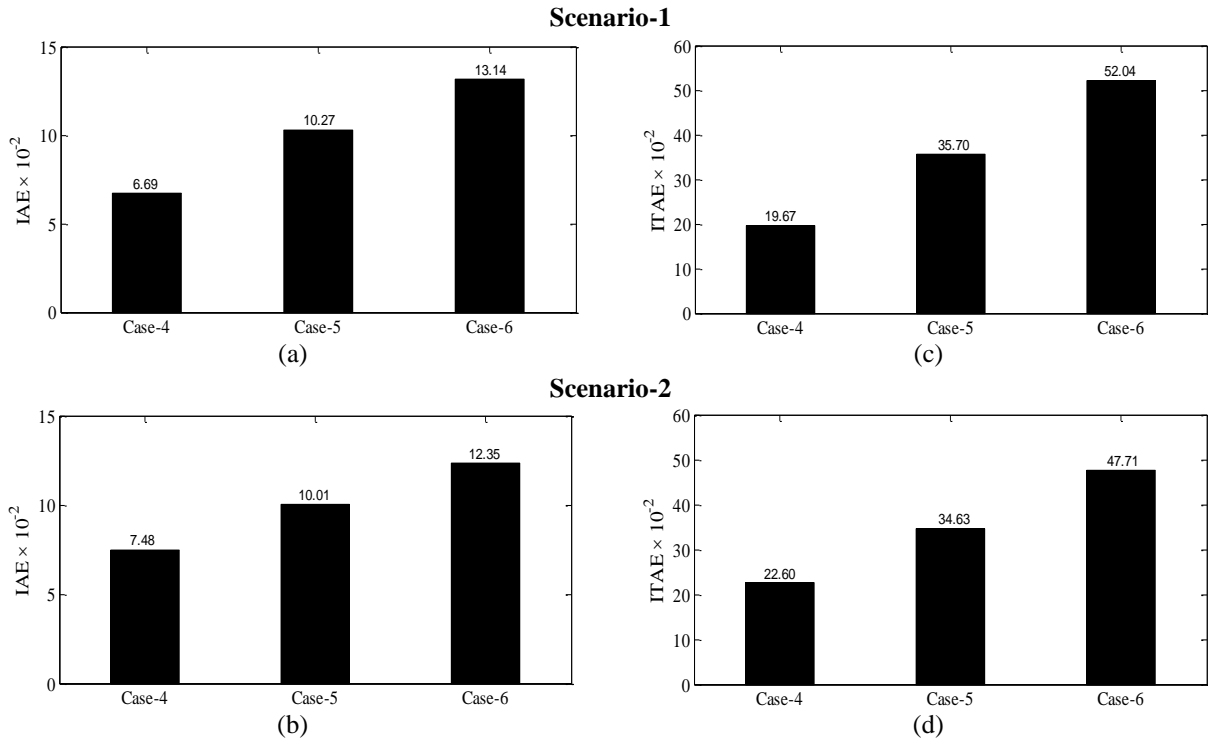 Scenario-1
15
10
5
0
IAE × 10⁻²
6.69
10.27
13.14
Case-4 Case-5 Case-6
(a)
60
50
40
30
20
10
0
ITAE × 10⁻²
19.67
35.70
52.04
Case-4 Case-5 Case-6
(c)
Scenario-2
15
10
5
0
IAE × 10⁻²
7.48
10.01
12.35
Case-4 Case-5 Case-6
(b)
60
50
40
30
20
10
0
ITAE × 10⁻²
22.60
34.63
47.71
Case-4 Case-5 Case-6
(d)